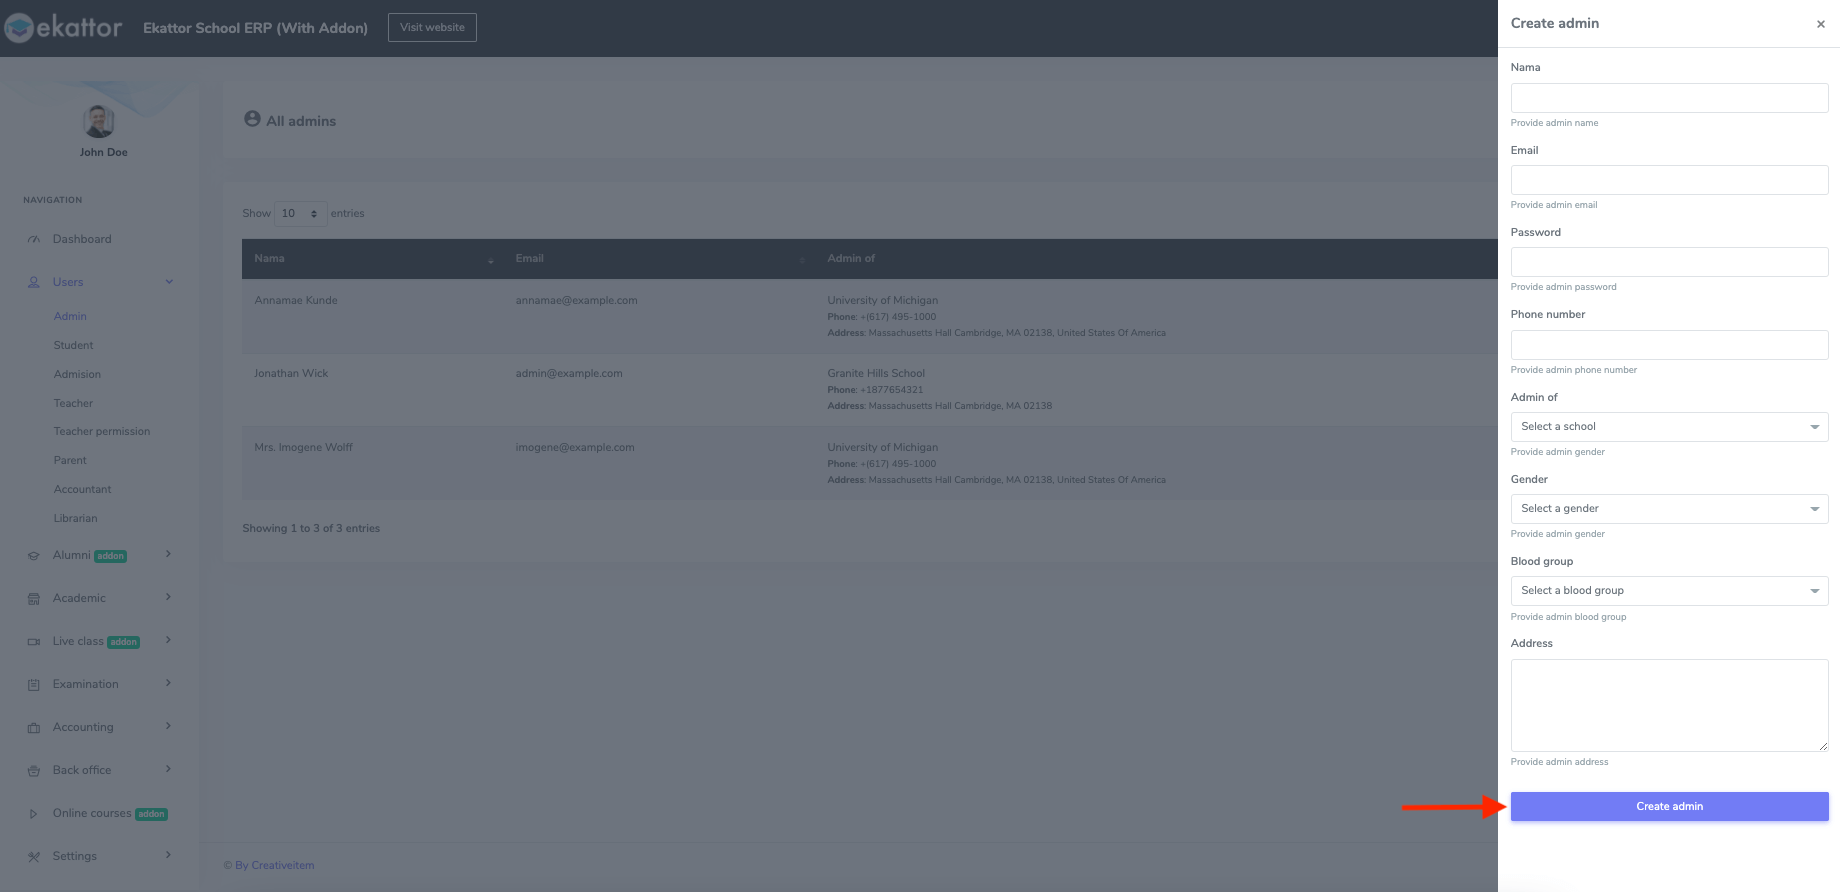 ekattor
Ekattor School ERP (With Addon)
Visit website
John Doe
NAVIGATION
Dashboard
Users
Admin
Student
Admision
Teacher
Teacher permission
Parent
Accountant
Librarian
Alumni addon
Academic
Live class addon
Examination
Accounting
Back office
Online courses addon
Settings
All admins
Show 10 entries
Name Email Admin of
Annamae Kunde annamae@example.com University of Michigan
Phone: +(617) 495-1000
Address: Massachusetts Hall Cambridge, MA 02138, United States Of America
Jonathan Wick admin@example.com Granite Hills School
Phone: +1877654321
Address: Massachusetts Hall Cambridge, MA 02138
Mrs. Imogene Wolff imogene@example.com University of Michigan
Phone: +(617) 495-1000
Address: Massachusetts Hall Cambridge, MA 02138, United States Of America
Showing 1 to 3 of 3 entries
© By Creativeitem
Create admin ×
Nama
Provide admin name
Email
Provide admin email
Password
Provide admin password
Phone number
Provide admin phone number
Admin of
Select a school
Provide admin gender
Gender
Select a gender
Provide admin gender
Blood group
Select a blood group
Provide admin blood group
Address
Provide admin address
Create admin